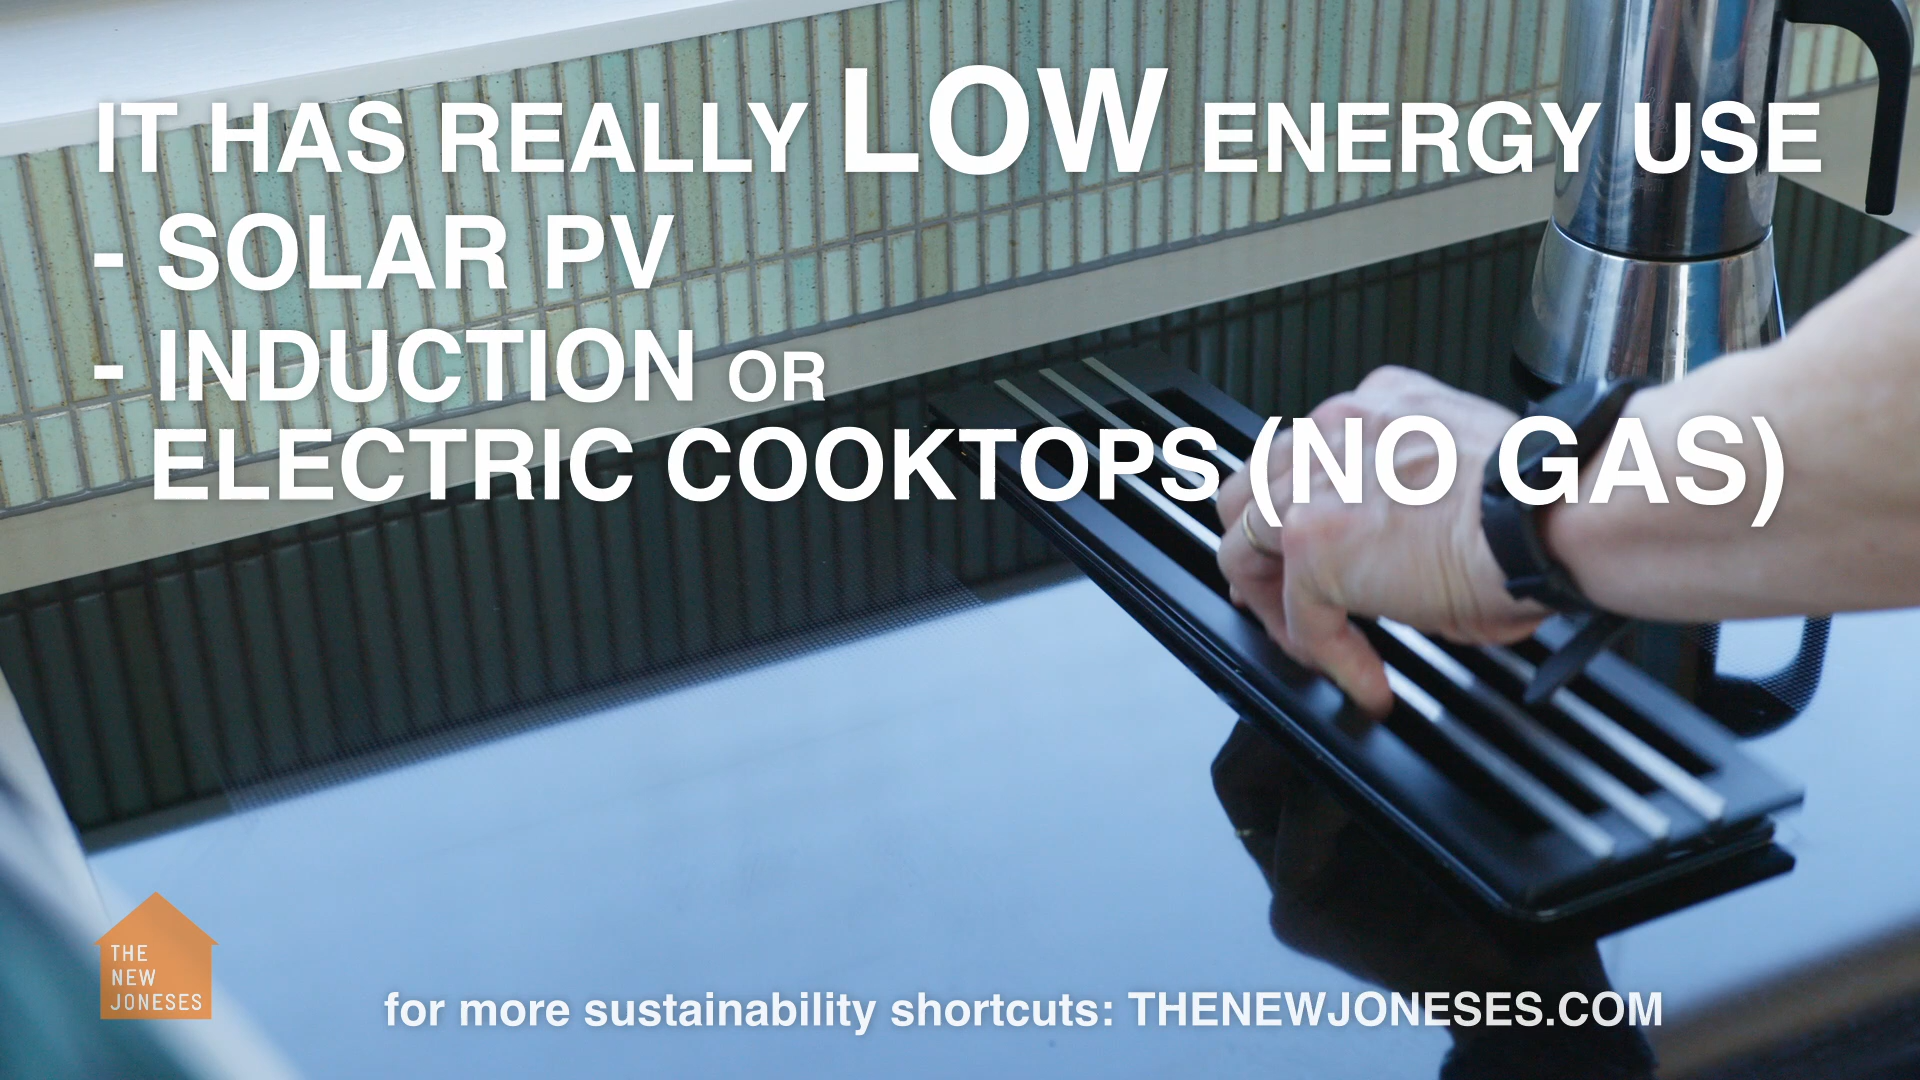 IT HAS REALLY LOW ENERGY USE
- SOLAR PV
- INDUCTION OR
ELECTRIC COOKTOPS (NO GAS)
THE
NEW
JONESES
for more sustainability shortcuts: THENEWJONESES.COM